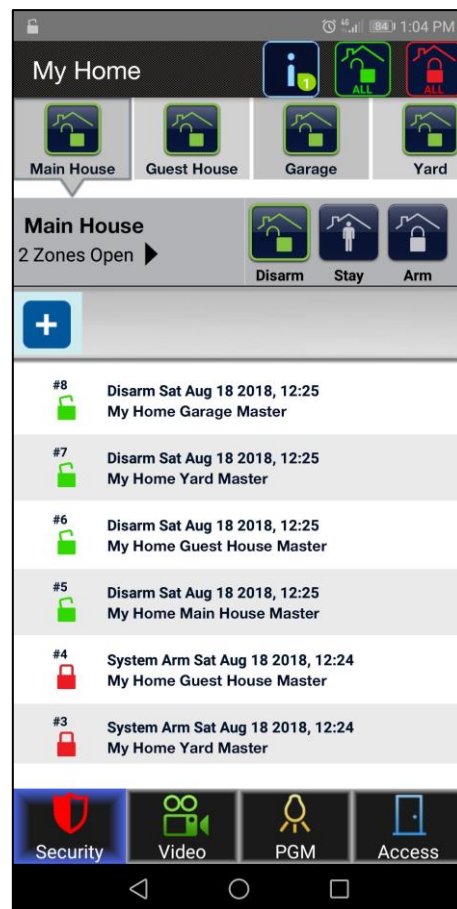 46
84
1:04 PM
My Home
i
1
ALL
ALL
Main House
Guest House
Garage
Yard
Main House
2 Zones Open
Disarm
Stay
Arm
+
#8
Disarm Sat Aug 18 2018, 12:25
My Home Garage Master
#7
Disarm Sat Aug 18 2018, 12:25
My Home Yard Master
#6
Disarm Sat Aug 18 2018, 12:25
My Home Guest House Master
#5
Disarm Sat Aug 18 2018, 12:25
My Home Main House Master
#4
System Arm Sat Aug 18 2018, 12:24
My Home Guest House Master
#3
System Arm Sat Aug 18 2018, 12:24
My Home Yard Master
Security
Video
PGM
Access